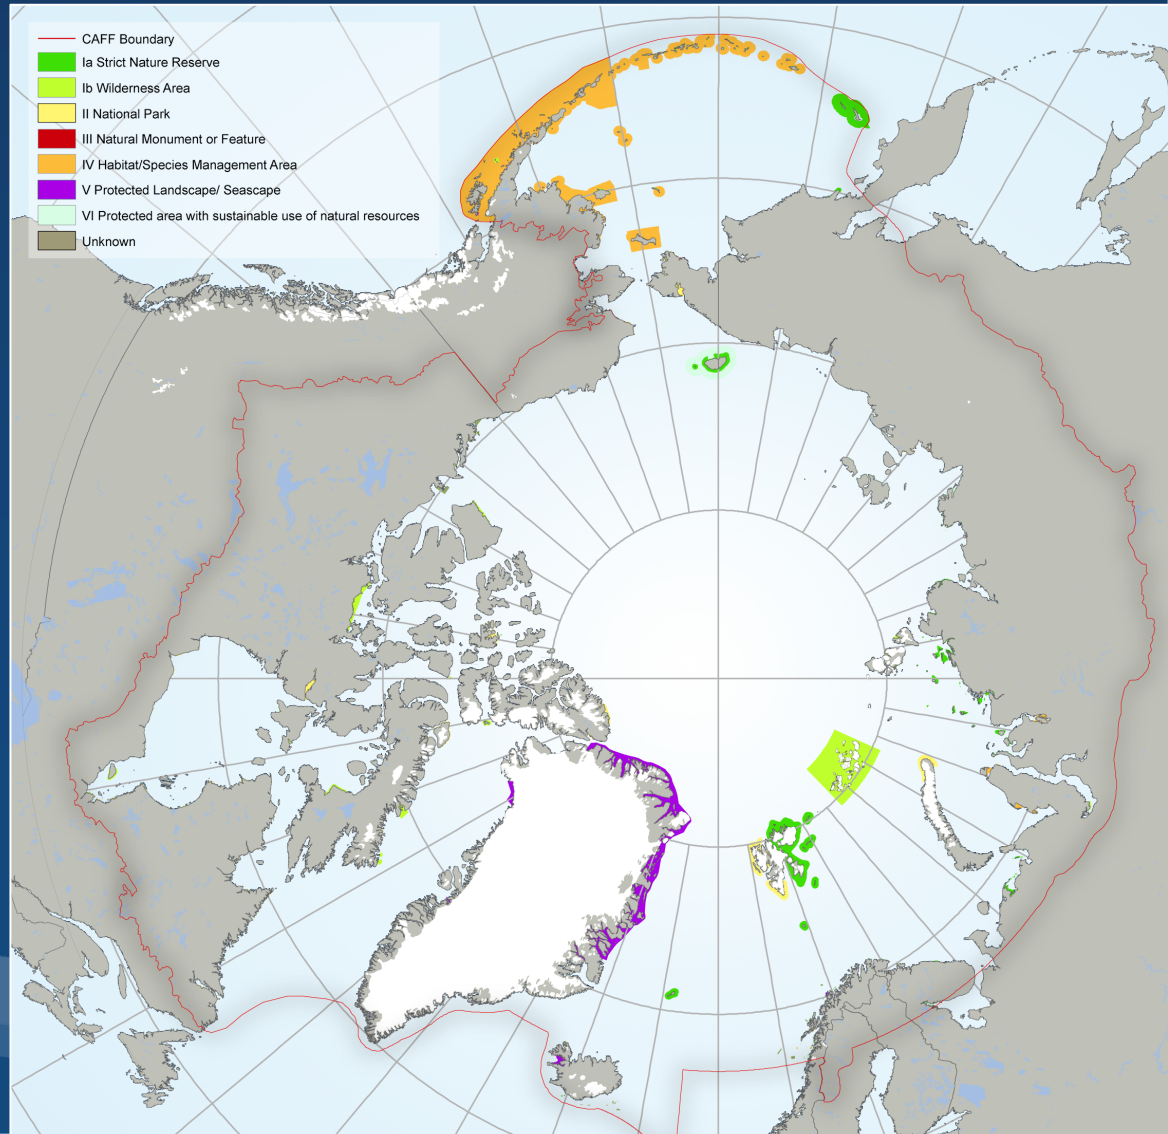 CAFF Boundary
Ia Strict Nature Reserve
Ib Wilderness Area
II National Park
III Natural Monument or Feature
IV Habitat/Species Management Area
V Protected Landscape/ Seascape
VI Protected area with sustainable use of natural resources
Unknown